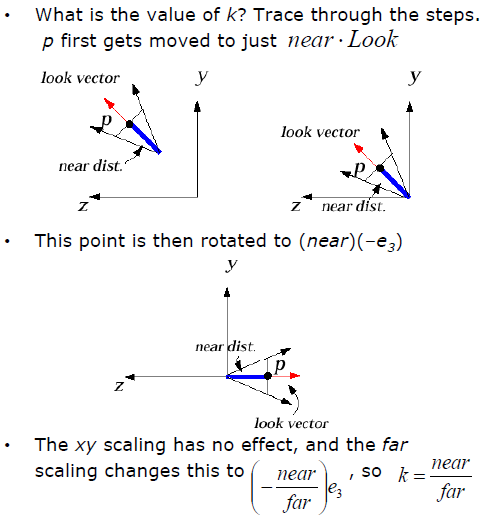 • What is the value of k? Trace through the steps.
p first gets moved to just near · Look
look vector
y
p
near dist.
z
y
look vector
p
z
near dist.
• This point is then rotated to (near)(−e₃)
y
near dist.
p
z
look vector
• The xy scaling has no effect, and the far
scaling changes this to (− near/far) e₃ , so k = near/far